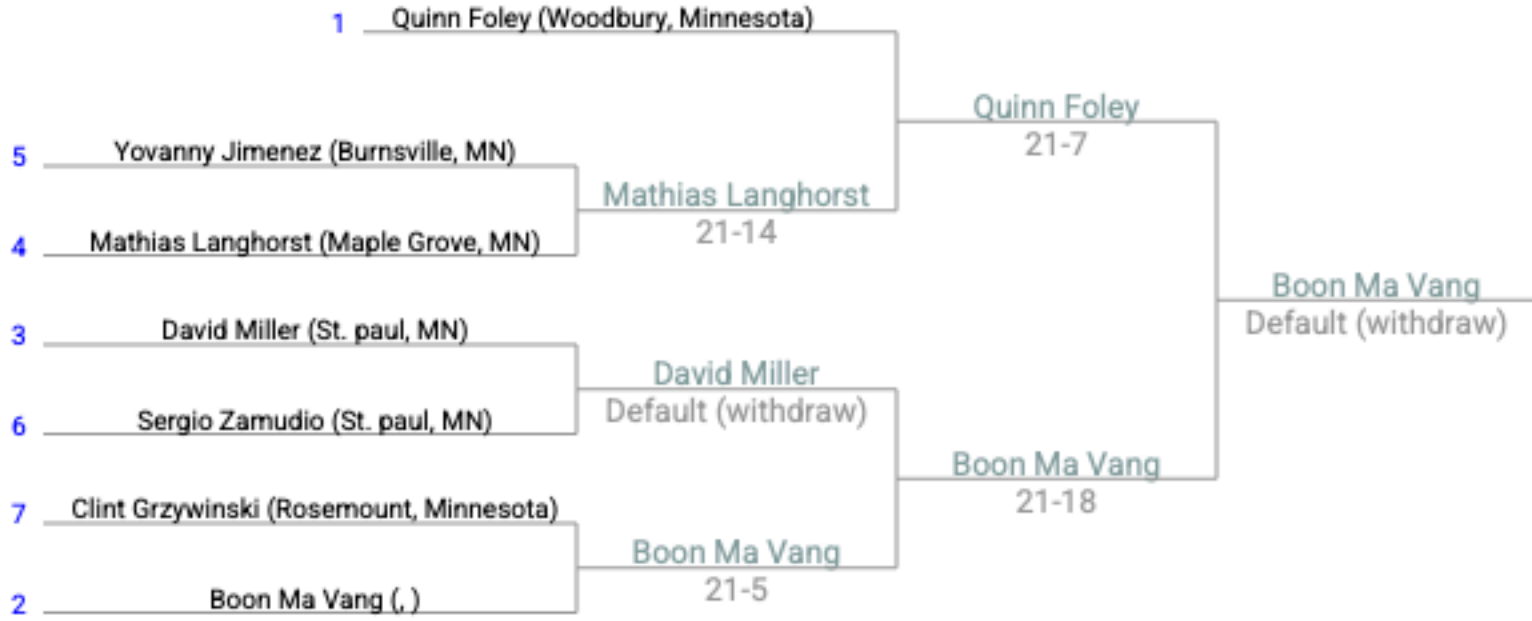 1 Quinn Foley (Woodbury, Minnesota)
Quinn Foley
21-7
5 Yovanny Jimenez (Burnsville, MN)
Mathias Langhorst
21-14
4 Mathias Langhorst (Maple Grove, MN)
Boon Ma Vang
Default (withdraw)
3 David Miller (St. paul, MN)
David Miller
Default (withdraw)
6 Sergio Zamudio (St. paul, MN)
Boon Ma Vang
21-18
7 Clint Grzywinski (Rosemount, Minnesota)
Boon Ma Vang
21-5
2 Boon Ma Vang (, )